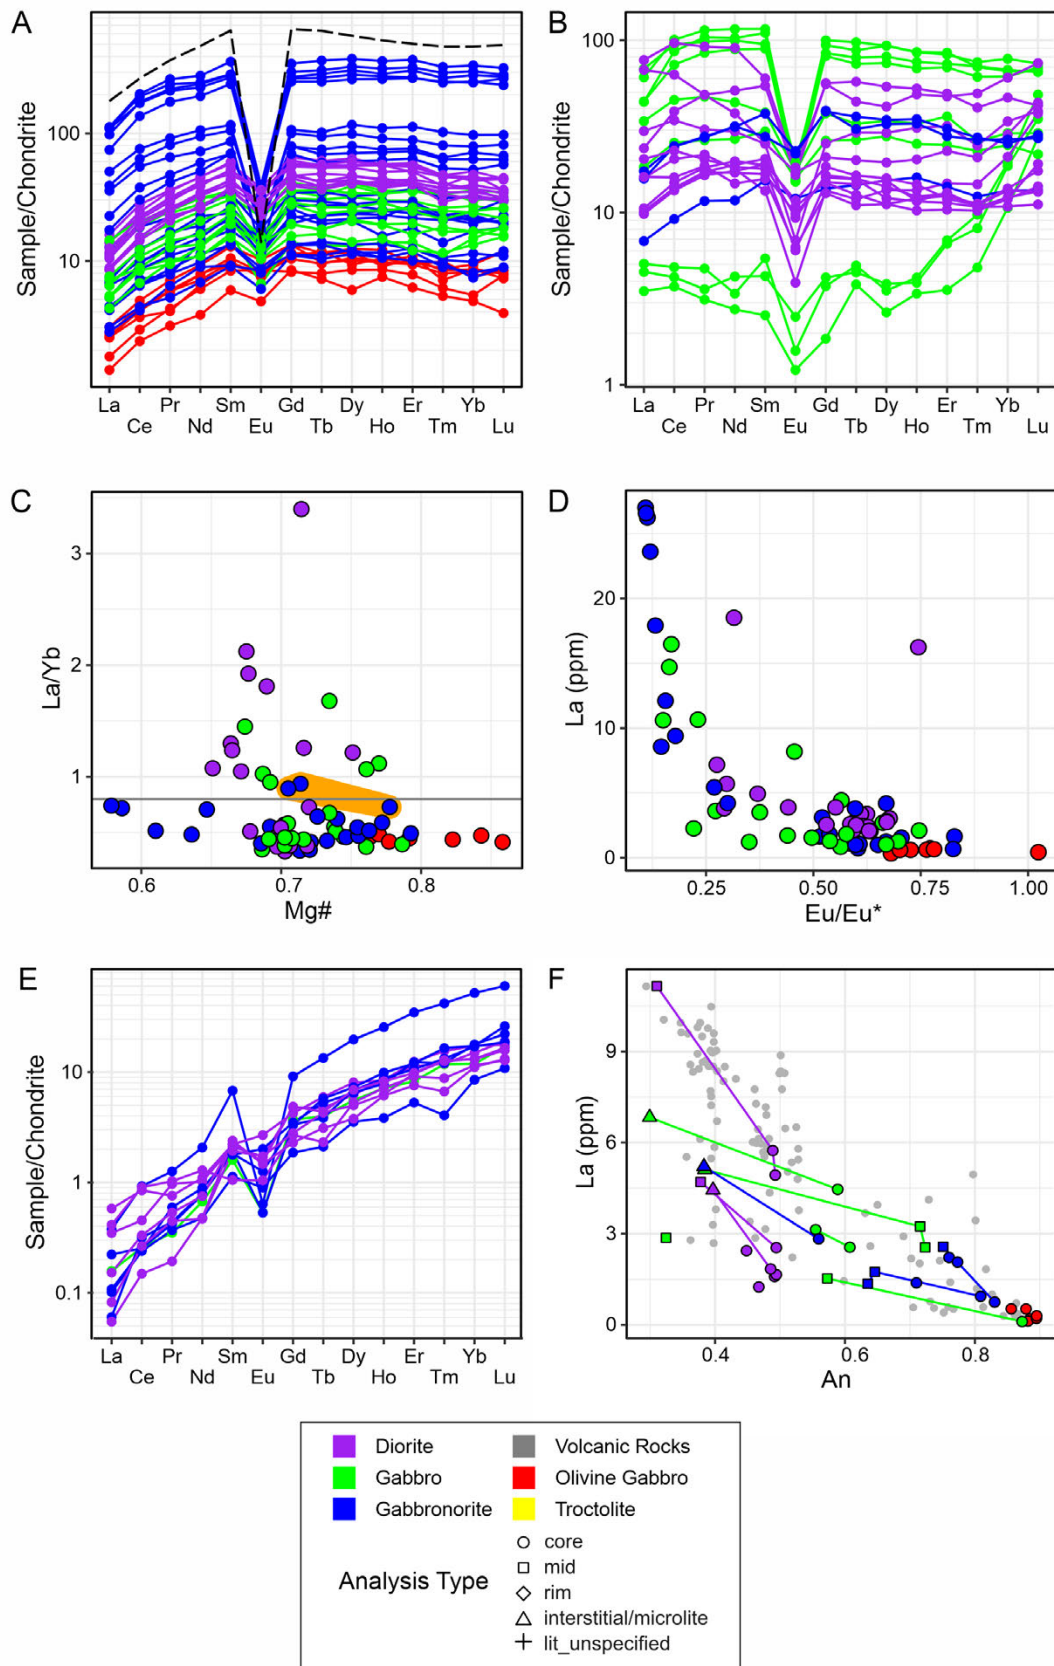 A
Sample/Chondrite
100
10
La Pr Sm Gd Dy Er Yb
Ce Nd Eu Tb Ho Tm Lu
B
Sample/Chondrite
100
10
1
La Pr Sm Gd Dy Er Yb
Ce Nd Eu Tb Ho Tm Lu
C
La/Yb
3
2
1
0.6 0.7 0.8
Mg#
D
La (ppm)
20
10
0
0.25 0.50 0.75 1.00
Eu/Eu*
E
Sample/Chondrite
10
1
0.1
La Pr Sm Gd Dy Er Yb
Ce Nd Eu Tb Ho Tm Lu
F
La (ppm)
9
6
3
0
0.4 0.6 0.8
An
Diorite Volcanic Rocks
Gabbro Olivine Gabbro
Gabbronorite Troctolite
Analysis Type
core
mid
rim
interstitial/microlite
lit_unspecified